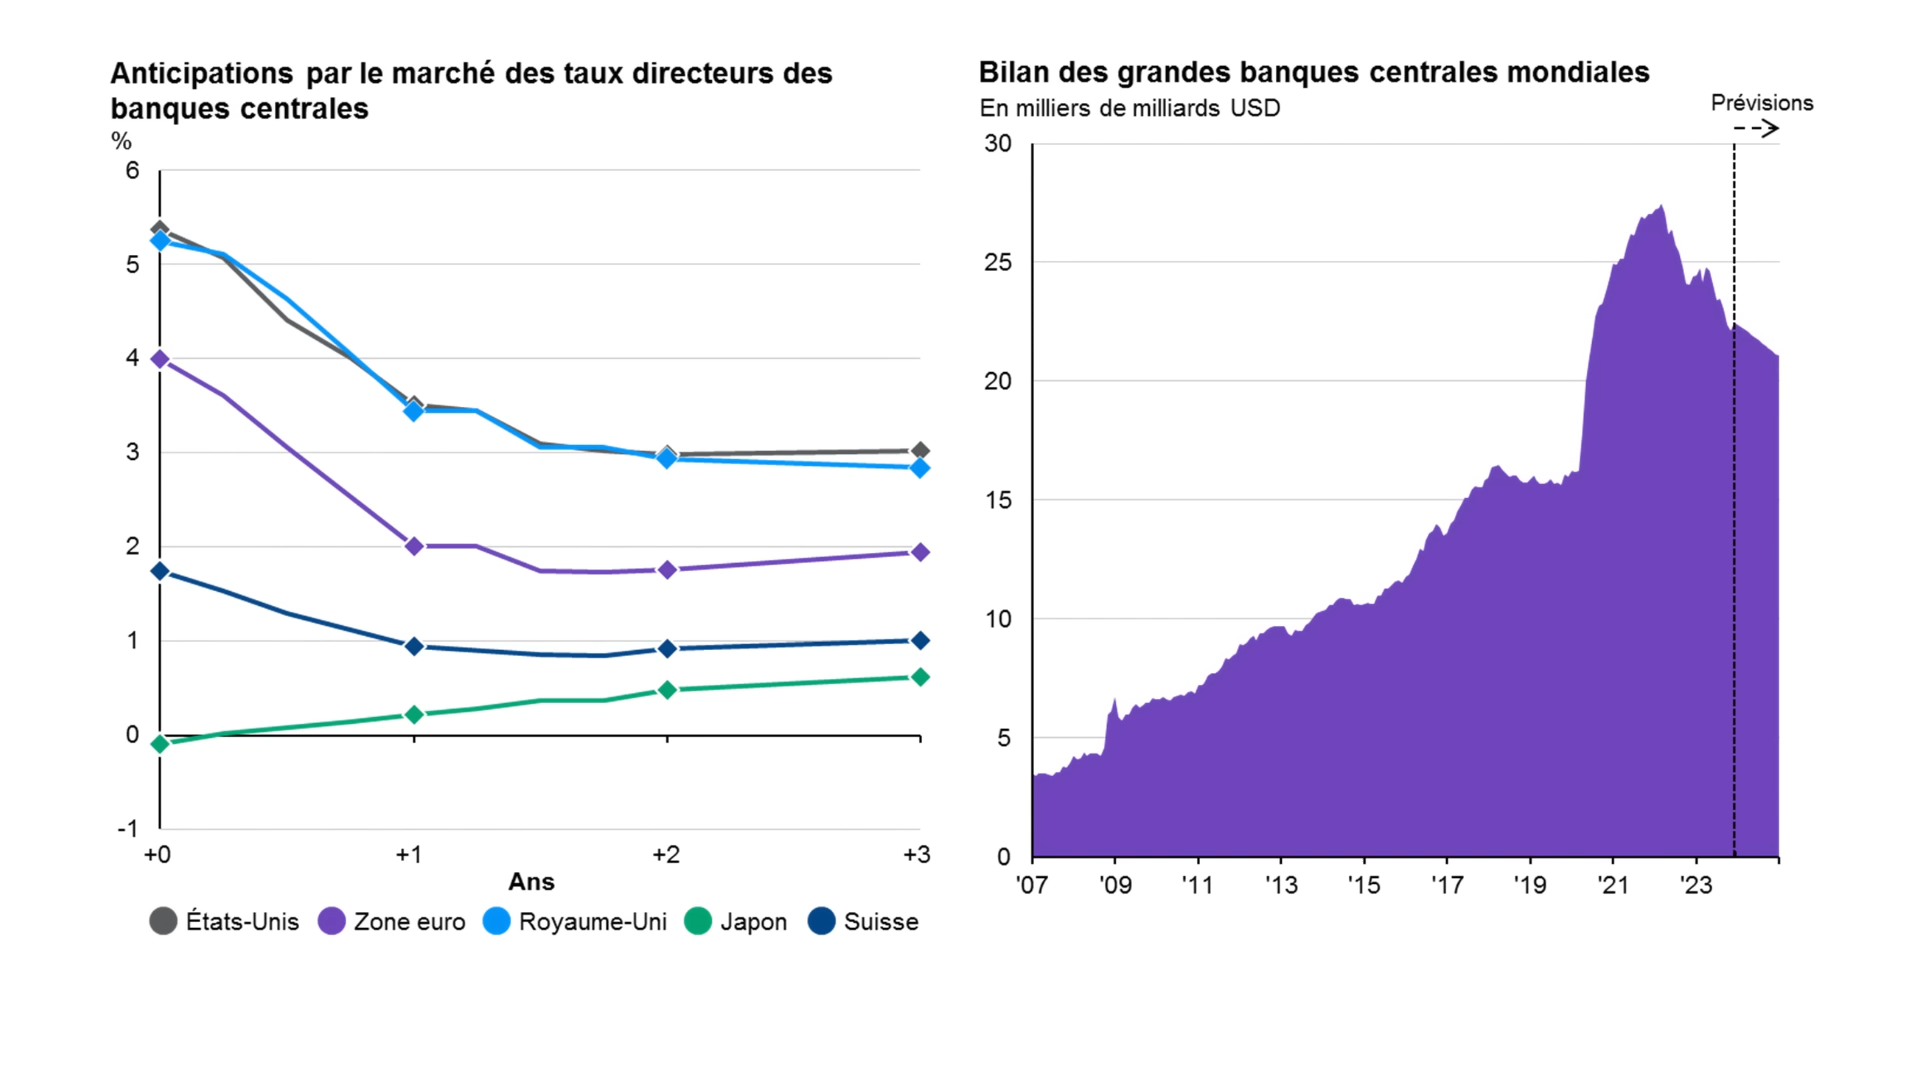 Anticipations par le marché des taux directeurs des
banques centrales
%
6
5
4
3
2
1
0
-1
+0
+1
+2
+3
Ans
États-Unis
Zone euro
Royaume-Uni
Japon
Suisse
Bilan des grandes banques centrales mondiales
En milliers de milliards USD
Prévisions
30
25
20
15
10
5
0
'07
'09
'11
'13
'15
'17
'19
'21
'23